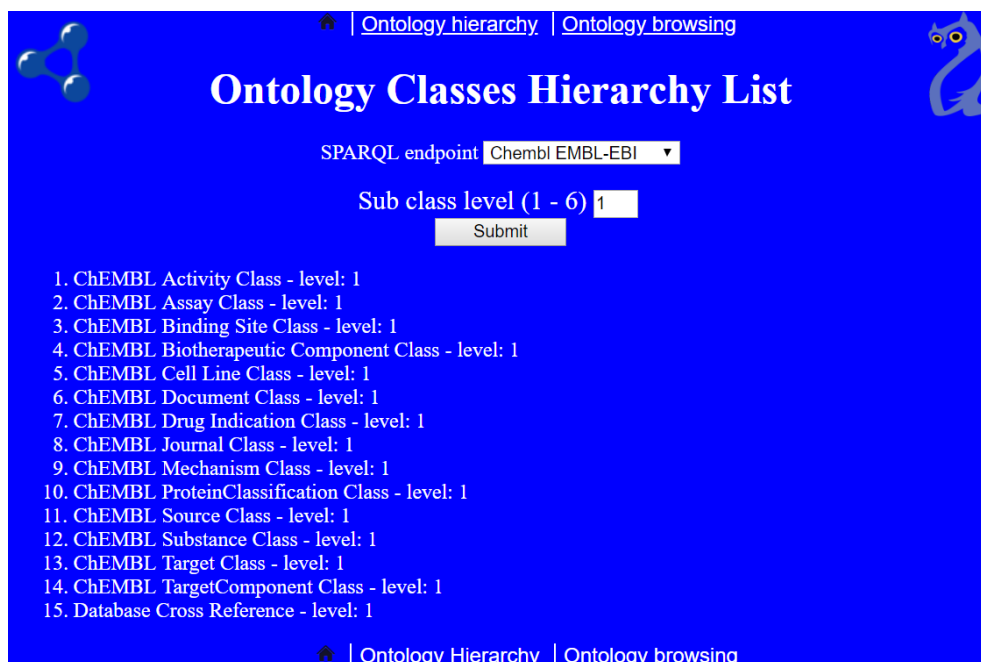 | Ontology hierarchy | Ontology browsing
Ontology Classes Hierarchy List
SPARQL endpoint Chembl EMBL-EBI
Sub class level (1 - 6) 1
Submit
1. ChEMBL Activity Class - level: 1
2. ChEMBL Assay Class - level: 1
3. ChEMBL Binding Site Class - level: 1
4. ChEMBL Biotherapeutic Component Class - level: 1
5. ChEMBL Cell Line Class - level: 1
6. ChEMBL Document Class - level: 1
7. ChEMBL Drug Indication Class - level: 1
8. ChEMBL Journal Class - level: 1
9. ChEMBL Mechanism Class - level: 1
10. ChEMBL ProteinClassification Class - level: 1
11. ChEMBL Source Class - level: 1
12. ChEMBL Substance Class - level: 1
13. ChEMBL Target Class - level: 1
14. ChEMBL TargetComponent Class - level: 1
15. Database Cross Reference - level: 1
| Ontology Hierarchy | Ontology browsing